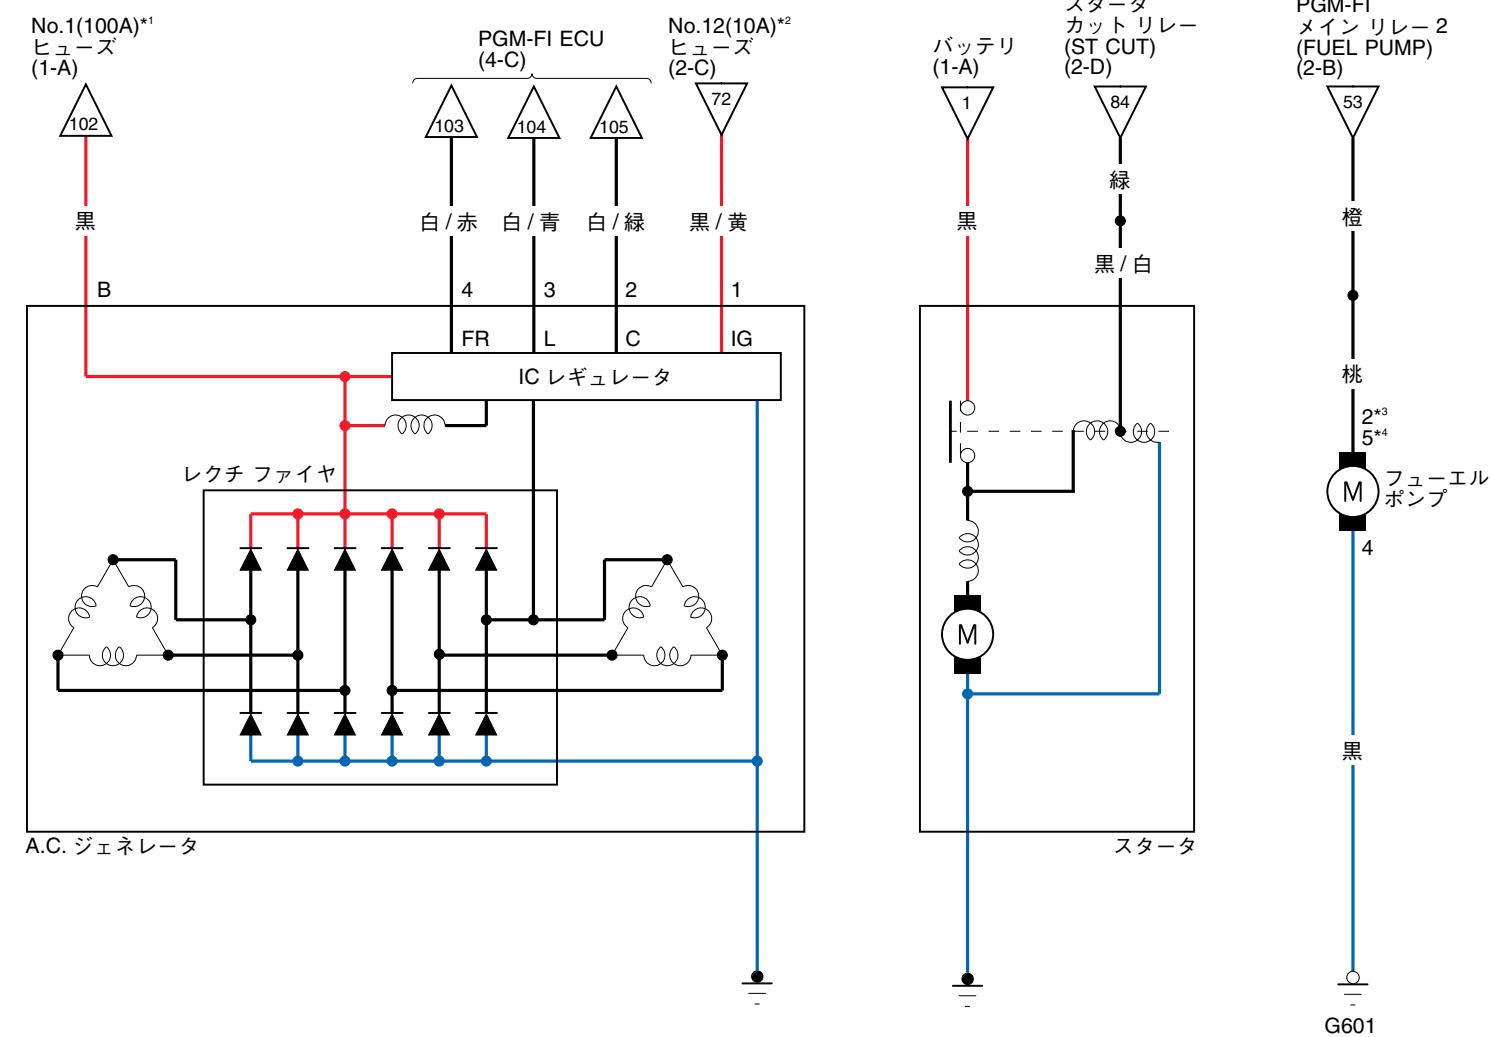 No.1(100A)*1
ヒューズ
(1-A)
102
黒
B
PGM-FI ECU
(4-C)
103
104
105
白/赤
白/青
白/緑
4
3
2
No.12(10A)*2
ヒューズ
(2-C)
72
黒/黄
1
FR
L
C
IG
IC レギュレータ
レクチ ファイヤ
A.C. ジェネレータ
バッテリ
(1-A)
1
黒
スタータ
カット リレー
(ST CUT)
(2-D)
84
緑
黒/白
M
スタータ
PGM-FI
メイン リレー 2
(FUEL PUMP)
(2-B)
53
橙
桃
2*3
5*4
M
フューエル
ポンプ
4
黒
G601